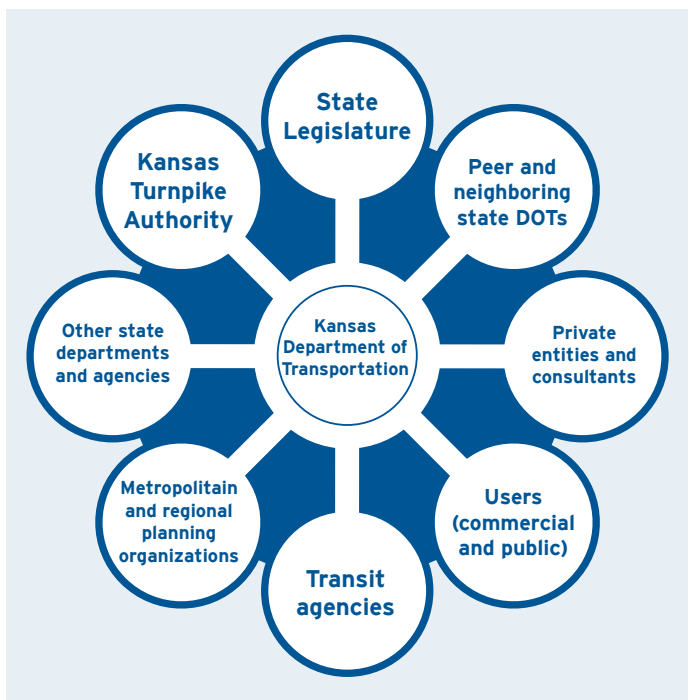 State
Legislature
Kansas
Turnpike
Authority
Peer and
neighboring
state DOTs
Other state
departments
and agencies
Kansas
Department of
Transportation
Private
entities and
consultants
Metropolitain
and regional
planning
organizations
Users
(commercial
and public)
Transit
agencies